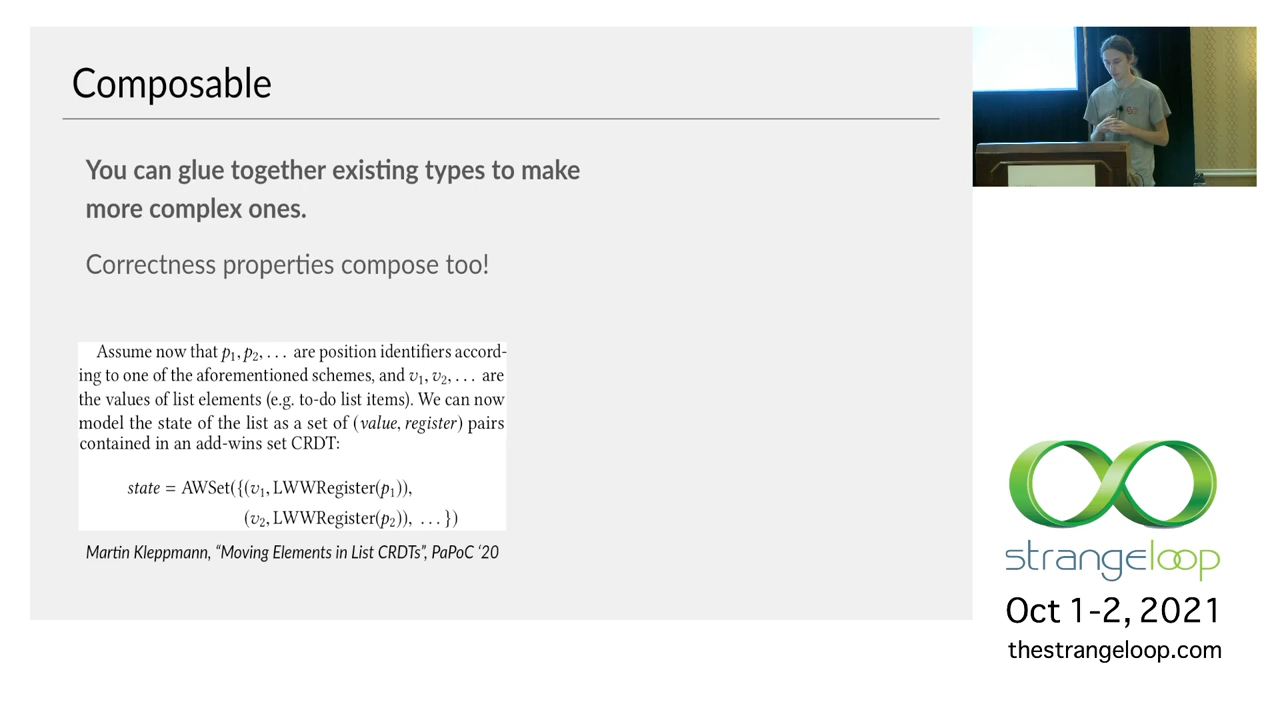 Composable
You can glue together existing types to make
more complex ones.
Correctness properties compose too!
Assume now that p₁, p₂, . . . are position identifiers accord-
ing to one of the aforementioned schemes, and v₁, v₂, . . . are
the values of list elements (e.g. to-do list items). We can now
model the state of the list as a set of (value, register) pairs
contained in an add-wins set CRDT:
state = AWSet({(v₁, LWWRegister(p₁)),
(v₂, LWWRegister(p₂)), . . . })
Martin Kleppmann, “Moving Elements in List CRDTs”, PaPoC ‘20
strangeloop
Oct 1-2, 2021
thestrangeloop.com